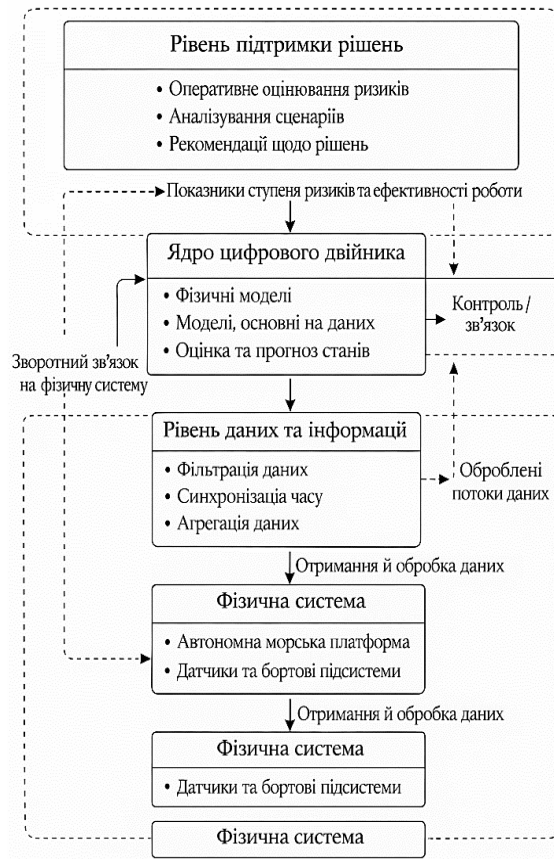 Рівень підтримки рішень
• Оперативне оцінювання ризиків
• Аналізування сценаріїв
• Рекомендації щодо рішень
Показники ступеня ризиків та ефективності роботи
Ядро цифрового двійника
• Фізичні моделі
• Моделі, основні на даних
• Оцінка та прогноз станів
Контроль /
зв'язок
Зворотний зв'язок
на фізичну систему
Рівень даних та інформації
• Фільтрація даних
• Синхронізація часу
• Агрегація даних
Оброблені
потоки даних
Отримання й обробка даних
Фізична система
• Автономна морська платформа
• Датчики та бортові підсистеми
Отримання й обробка даних
Фізична система
• Датчики та бортові підсистеми
Фізична система